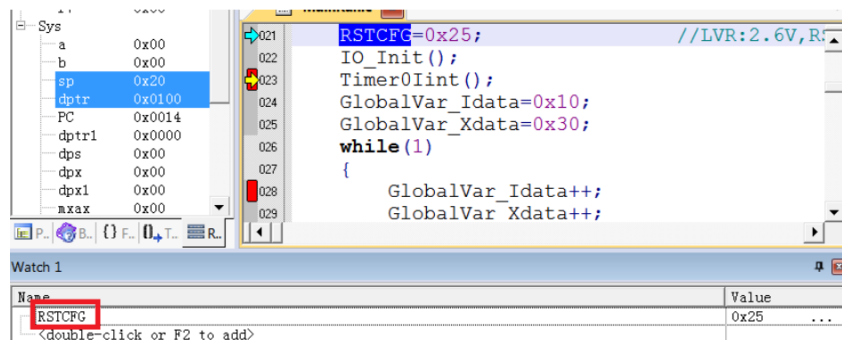 Sys
a 0x00
b 0x00
sp 0x20
dptr 0x0100
PC 0x0014
dptr1 0x0000
dps 0x00
dpx 0x00
dpx1 0x00
mxax 0x00
P.. B.. {} F.. 0 T.. R..
021 RSTCFG=0x25; //LVR:2.6V,RS
022 IO_Init();
023 Timer0Iint();
024 GlobalVar_Idata=0x10;
025 GlobalVar_Xdata=0x30;
026 while(1)
027 {
028 GlobalVar_Idata++;
029 GlobalVar_Xdata++;
Watch 1
Name Value
RSTCFG 0x25 ...
<double-click or F2 to add>